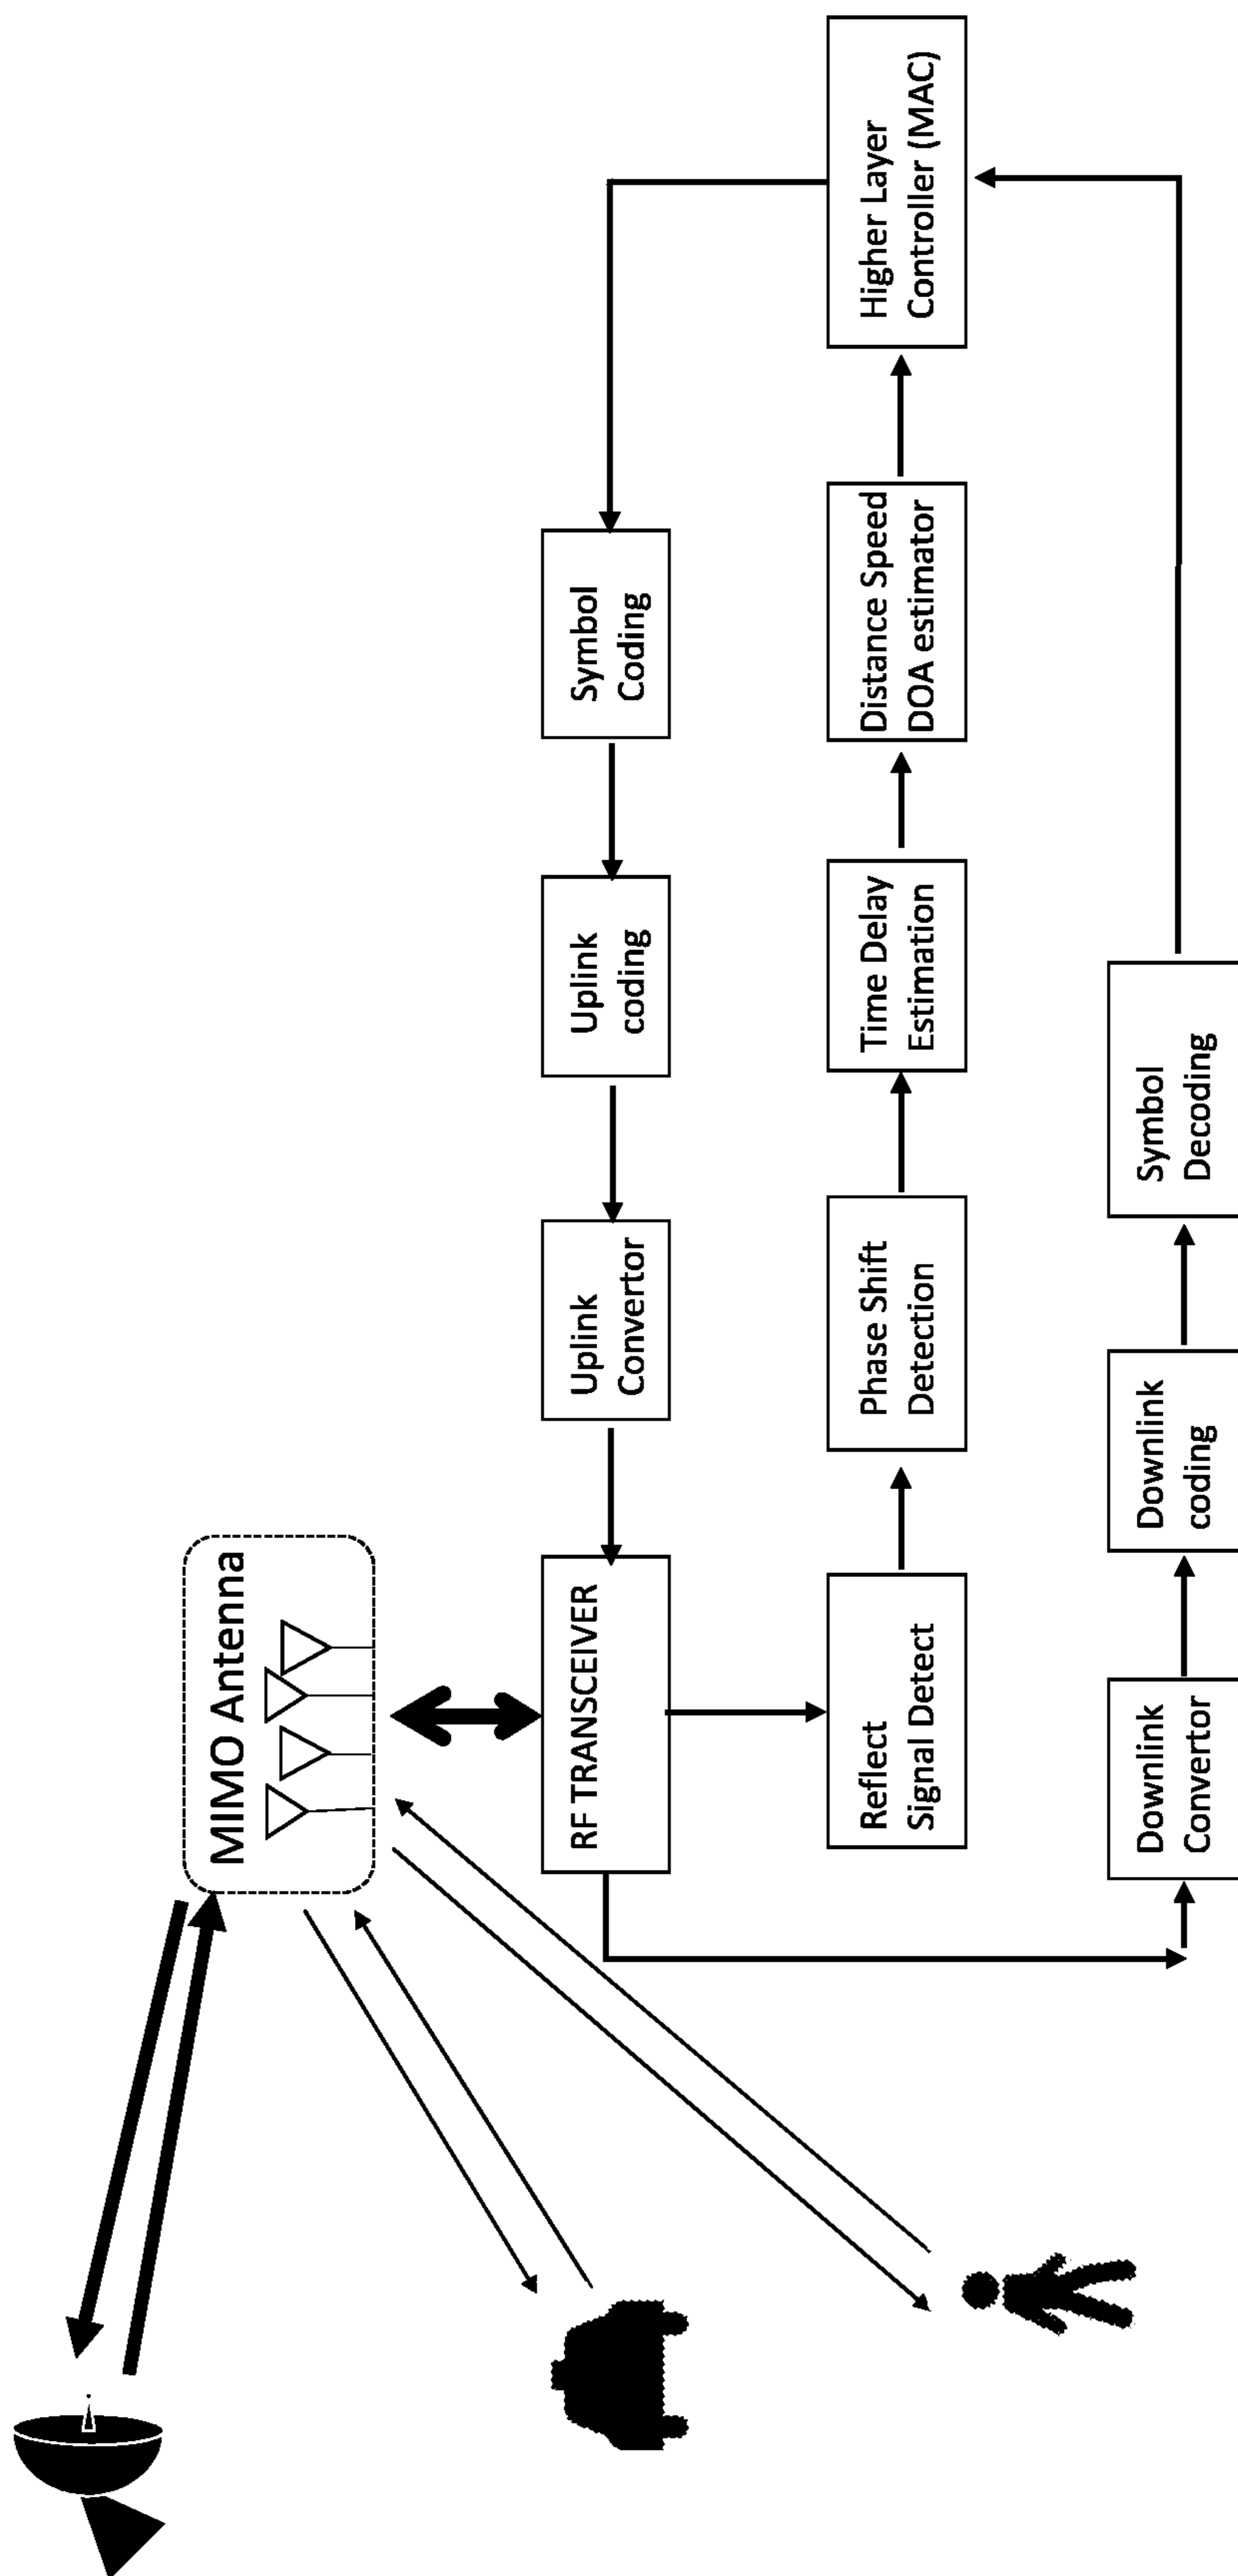 MIMO Antenna
RF TRANSCEIVER
Uplink
Convertor
Uplink
coding
Symbol
Coding
Reflect
Signal Detect
Phase Shift
Detection
Time Delay
Estimation
Distance Speed
DOA estimator
Higher Layer
Controller (MAC)
Downlink
Convertor
Downlink
coding
Symbol
Decoding